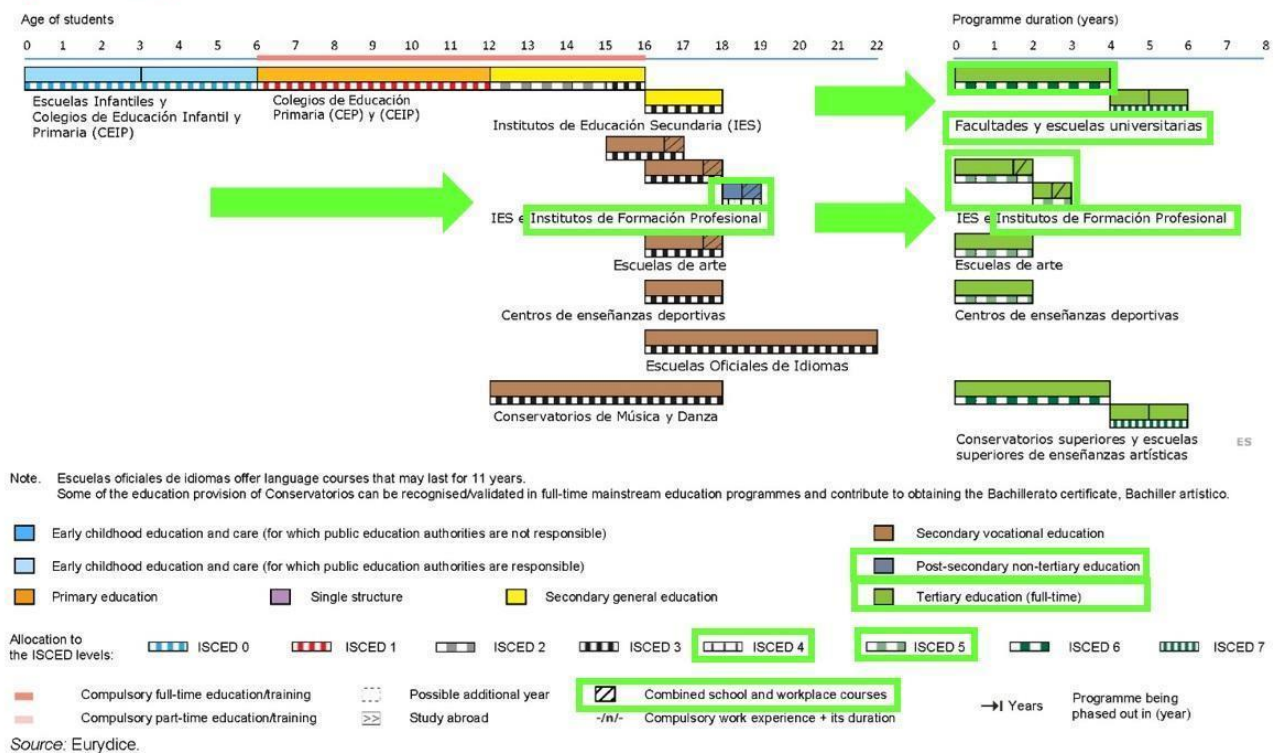 Age of students
Programme duration (years)
0 1 2 3 4 5 6 7 8 9 10 11 12 13 14 15 16 17 18 19 20 21 22
0 1 2 3 4 5 6 7 8
Escuelas Infantiles y
Colegios de Educación Infantil y
Primaria (CEIP)
Colegios de Educación
Primaria (CEP) y (CEIP)
Institutos de Educación Secundaria (IES)
Facultades y escuelas universitarias
IES e Institutos de Formación Profesional
IES e Institutos de Formación Profesional
Escuelas de arte
Escuelas de arte
Centros de enseñanzas deportivas
Centros de enseñanzas deportivas
Escuelas Oficiales de Idiomas
Conservatorios de Música y Danza
Conservatorios superiores y escuelas
superiores de enseñanzas artísticas
ES
Note. Escuelas oficiales de idiomas offer language courses that may last for 11 years.
Some of the education provision of Conservatorios can be recognised/validated in full-time mainstream education programmes and contribute to obtaining the Bachillerato certificate, Bachiller artístico.
Early childhood education and care (for which public education authorities are not responsible)
Secondary vocational education
Early childhood education and care (for which public education authorities are responsible)
Post-secondary non-tertiary education
Primary education
Single structure
Secondary general education
Tertiary education (full-time)
Allocation to
the ISCED levels:
ISCED 0
ISCED 1
ISCED 2
ISCED 3
ISCED 4
ISCED 5
ISCED 6
ISCED 7
Compulsory full-time education/training
Possible additional year
Combined school and workplace courses
Years
Programme being
phased out in (year)
Compulsory part-time education/training
>> Study abroad
-/n/- Compulsory work experience + its duration
Source: Eurydice.